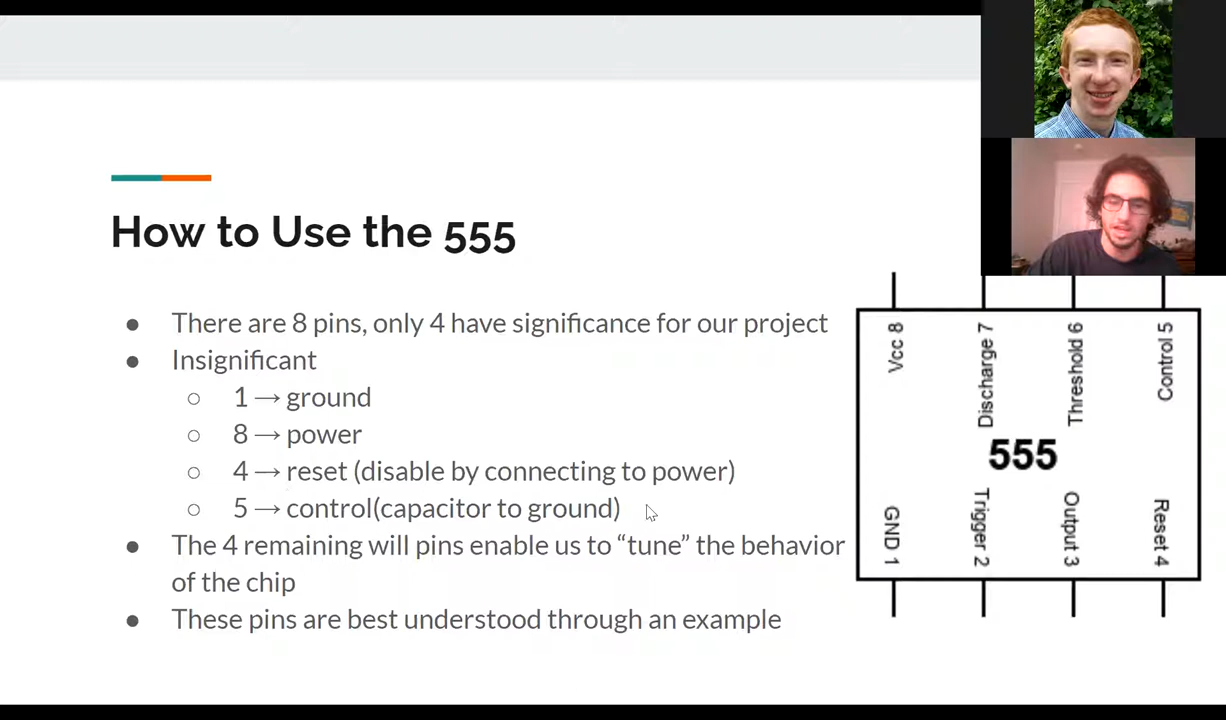 How to Use the 555
● There are 8 pins, only 4 have significance for our project
● Insignificant
○ 1 → ground
○ 8 → power
○ 4 → reset (disable by connecting to power)
○ 5 → control(capacitor to ground)
● The 4 remaining will pins enable us to “tune” the behavior
of the chip
● These pins are best understood through an example
Vcc 8
Discharge 7
Threshold 6
Control 5
555
GND 1
Trigger 2
Output 3
Reset 4